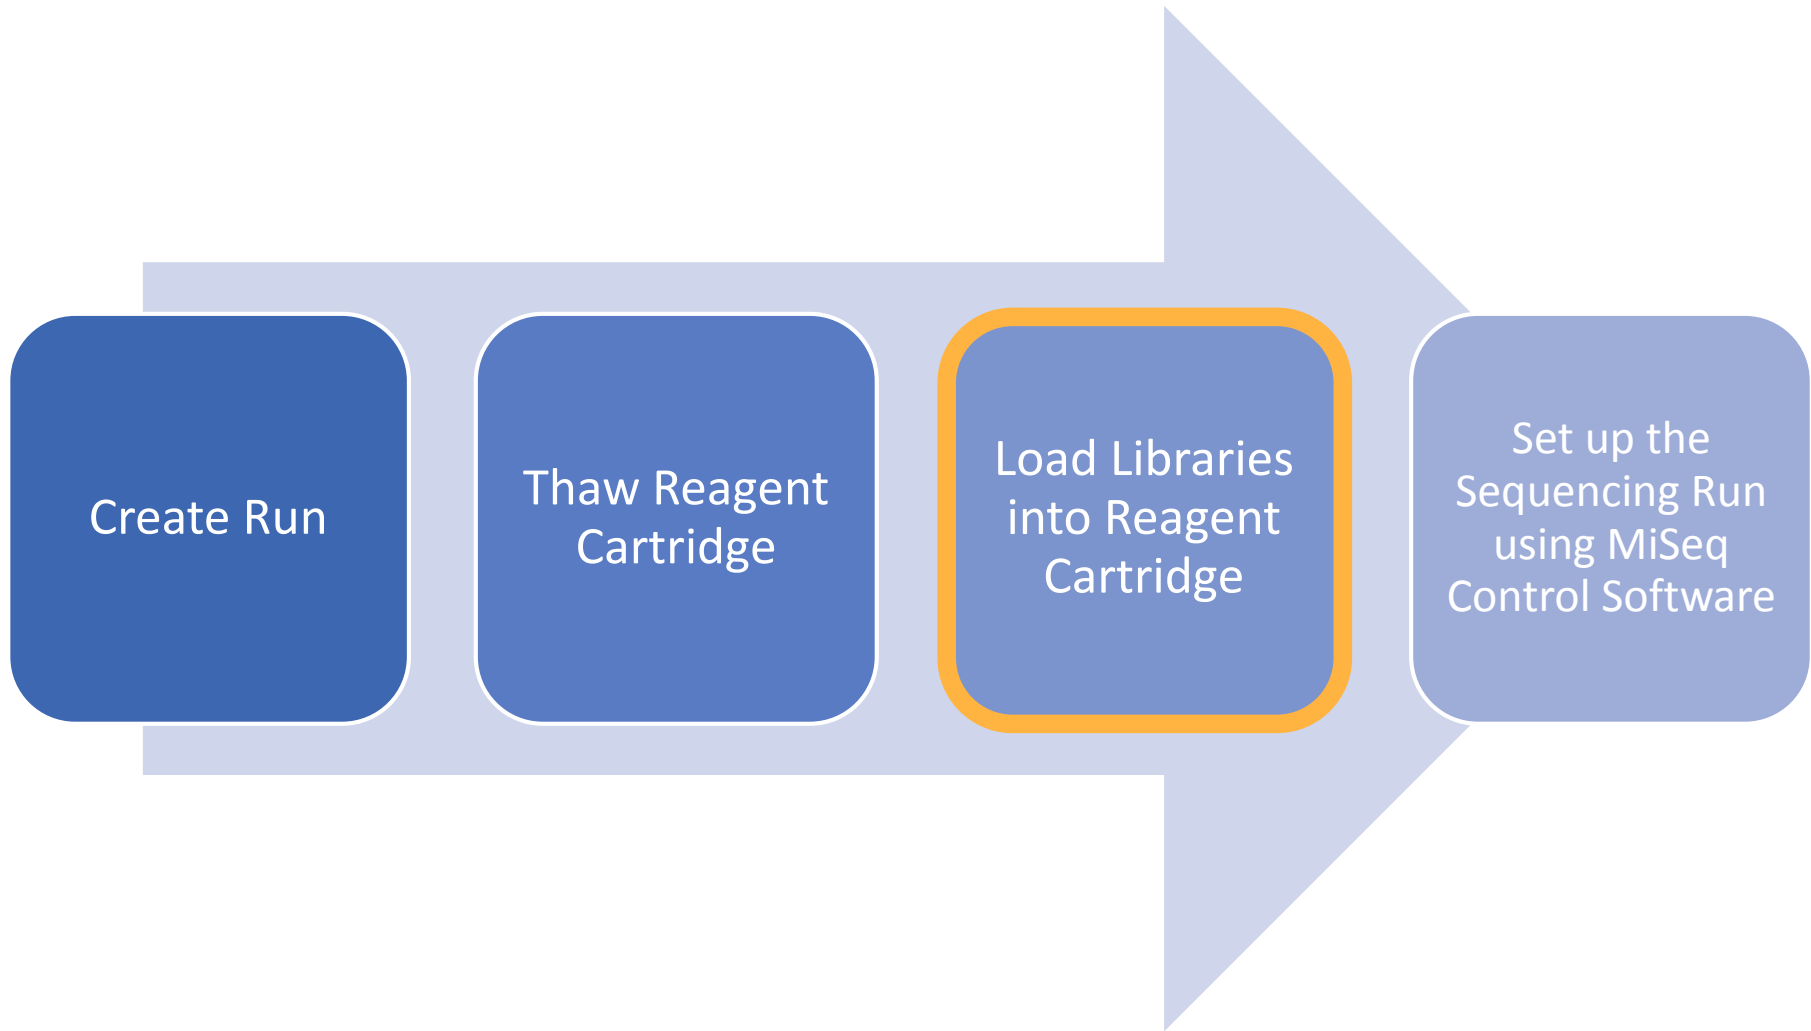 Create Run
Thaw Reagent
Cartridge
Load Libraries
into Reagent
Cartridge
Set up the
Sequencing Run
using MiSeq
Control Software